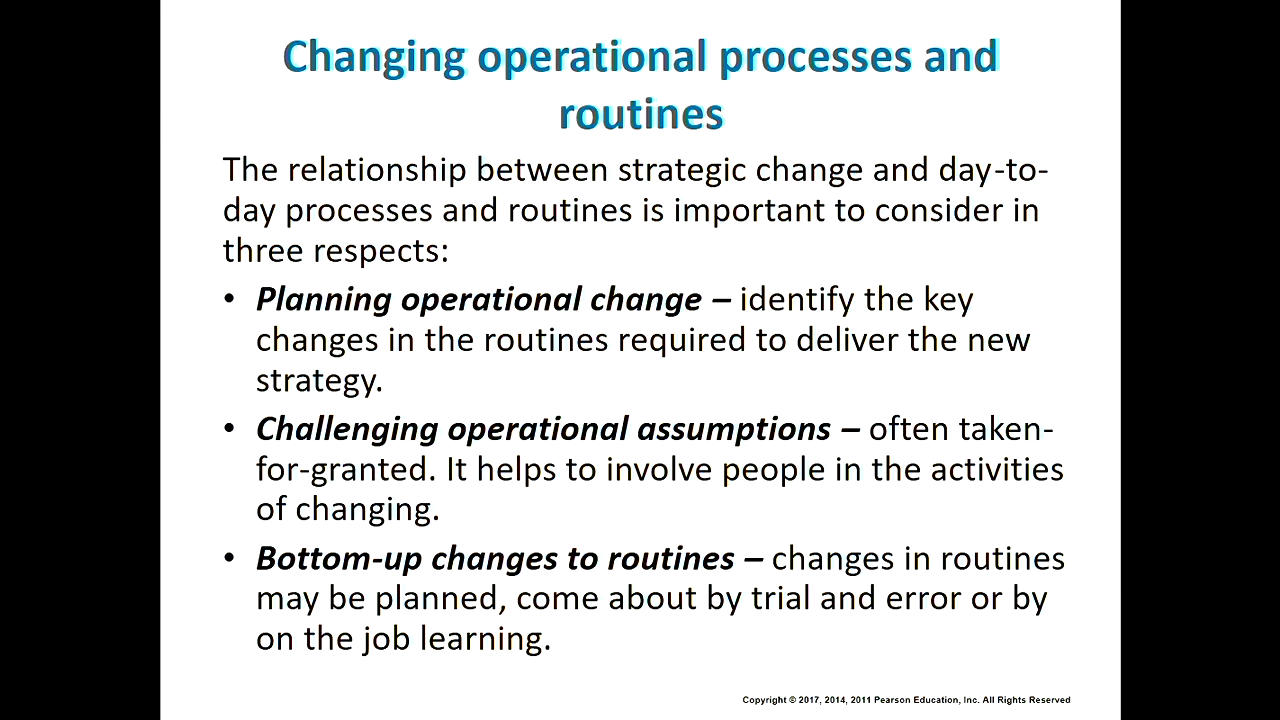 Changing operational processes and
routines
The relationship between strategic change and day-to-
day processes and routines is important to consider in
three respects:
• Planning operational change – identify the key
changes in the routines required to deliver the new
strategy.
• Challenging operational assumptions – often taken-
for-granted. It helps to involve people in the activities
of changing.
• Bottom-up changes to routines – changes in routines
may be planned, come about by trial and error or by
on the job learning.
Copyright © 2017, 2014, 2011 Pearson Education, Inc. All Rights Reserved